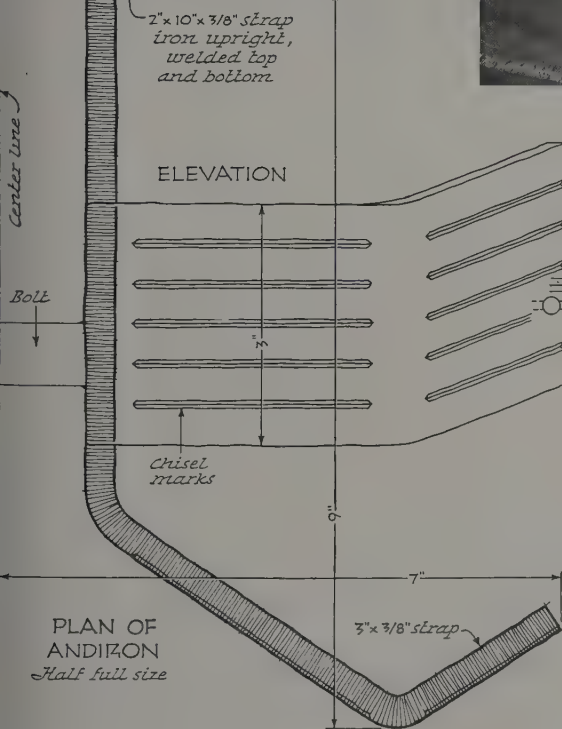 2" x 10" x 3/8" strap
iron upright,
welded top
and bottom
Center line
ELEVATION
Bolt
3"
Chisel
marks
9"
7"
PLAN OF
ANDIRON
Half full size
3" x 3/8" strap